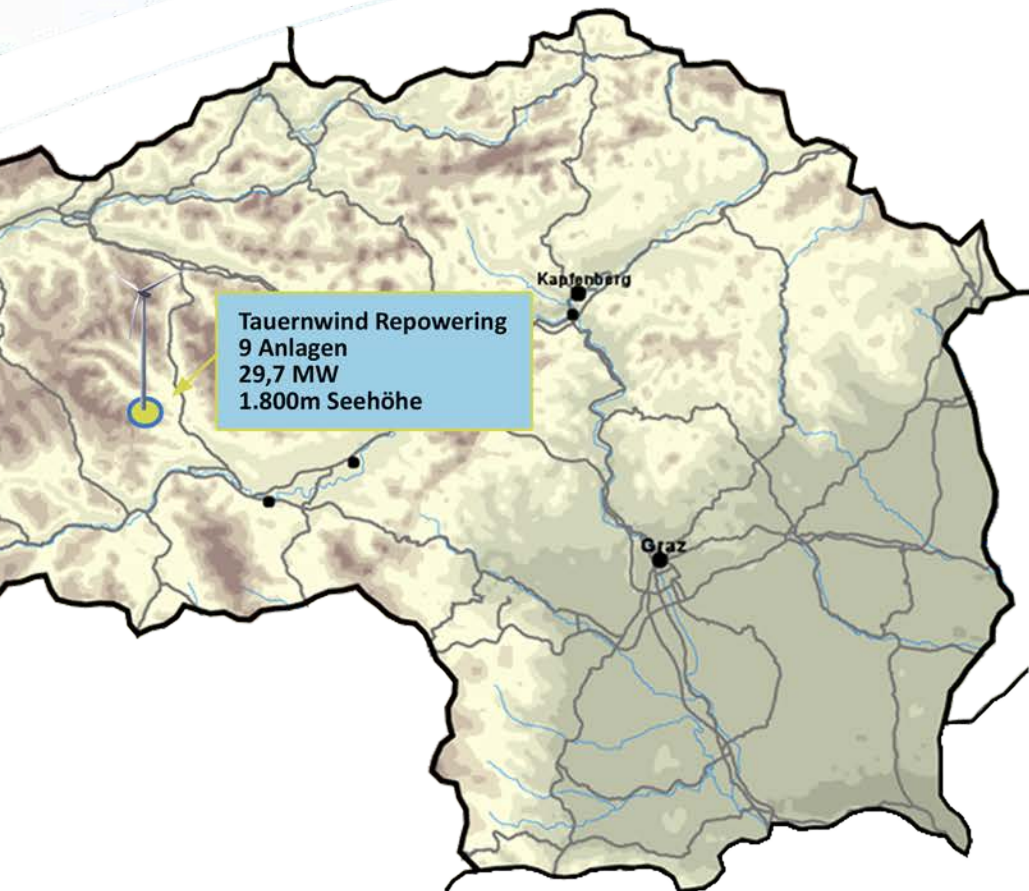 Kapfenberg
Tauernwind Repowering
9 Anlagen
29,7 MW
1.800m Seehöhe
Graz